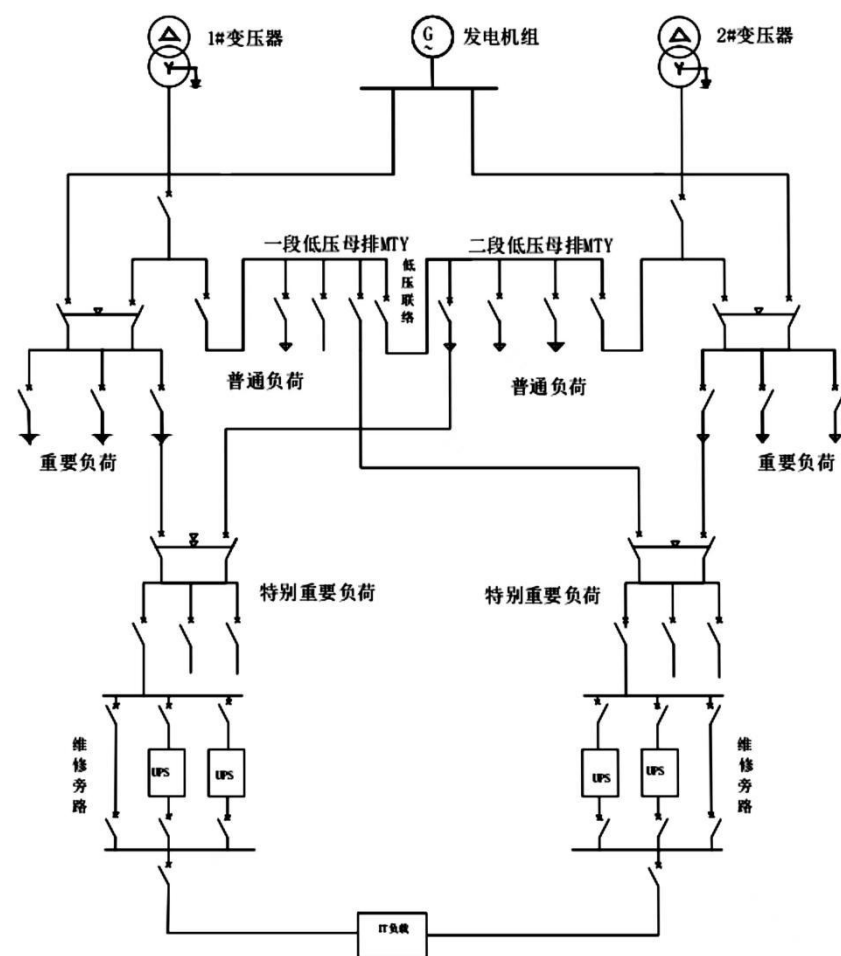 1#变压器
G
~
发电机组
2#变压器
一段低压母排MTY
低压联络
二段低压母排MTY
普通负荷
普通负荷
重要负荷
重要负荷
特别重要负荷
特别重要负荷
维修旁路
UPS
UPS
UPS
UPS
维修旁路
IT负载